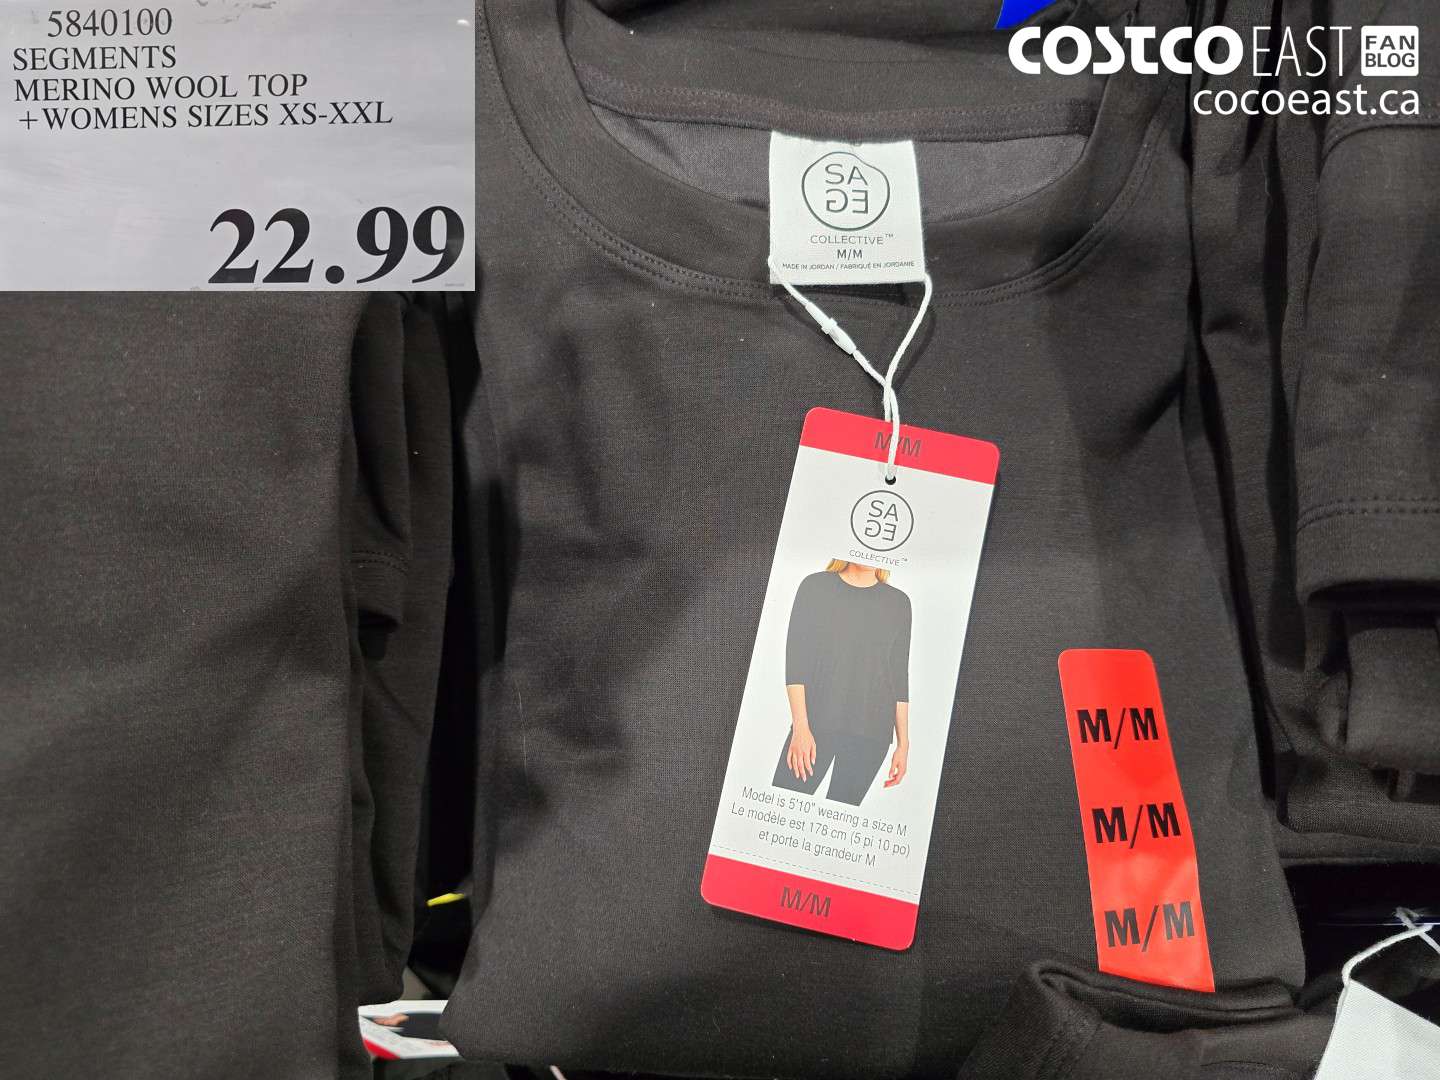 5840100
SEGMENTS
MERINO WOOL TOP
+WOMENS SIZES XS-XXL
22.99
COSTCO EAST FAN BLOG
cocoeast.ca
SA
EG
COLLECTIVE™
M/M
MADE IN JORDAN / FABRIQUÉ EN JORDANIE
M/M
SA
EG
COLLECTIVE™
Model is 5'10" wearing a size M
Le modèle est 178 cm (5 pi 10 po)
et porte la grandeur M
M/M
M/M
M/M
M/M